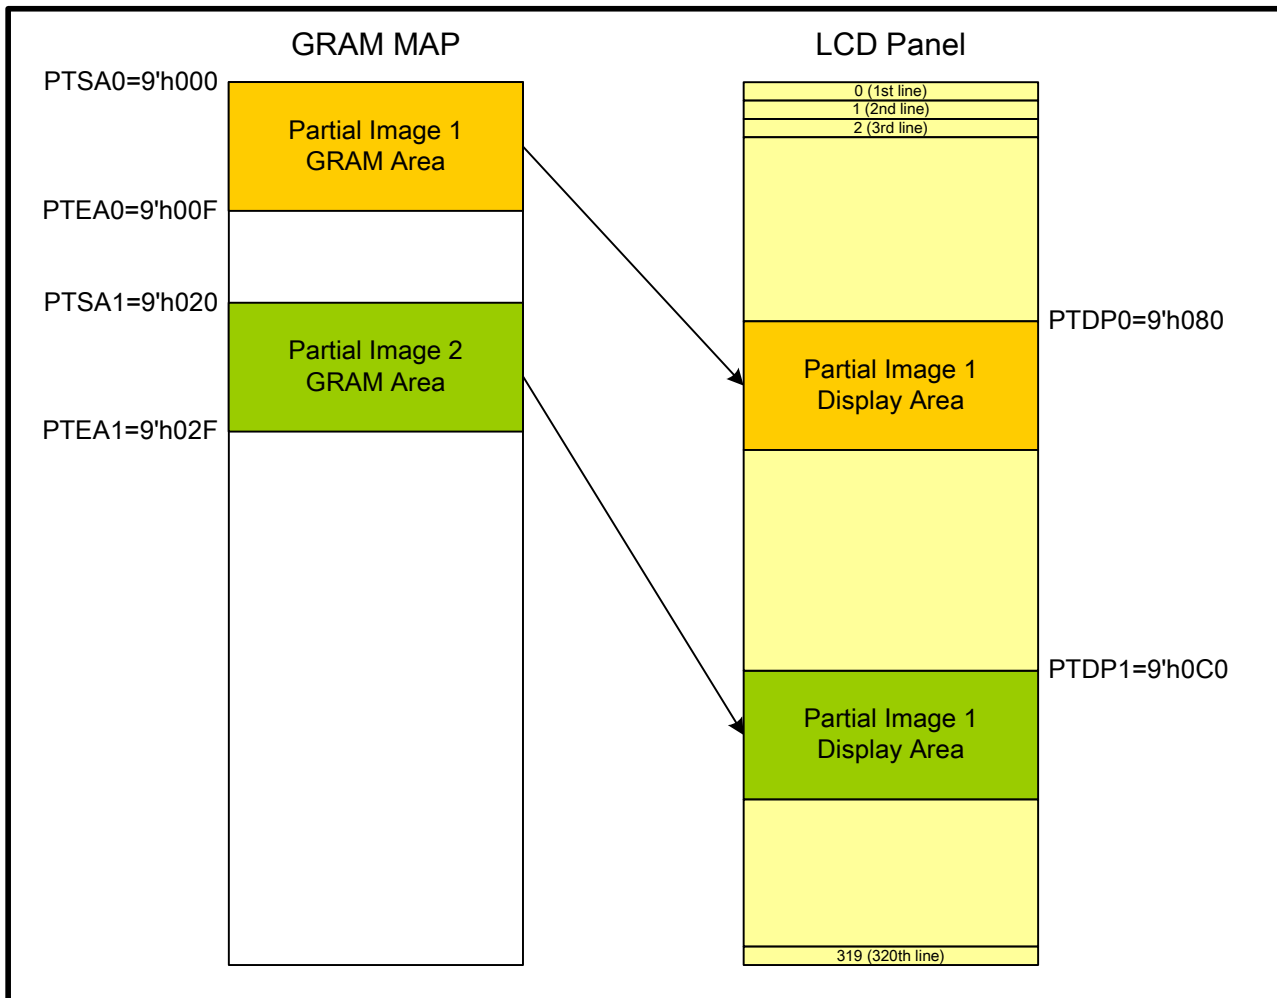 GRAM MAP
PTSA0=9'h000
Partial Image 1
GRAM Area
PTEA0=9'h00F
PTSA1=9'h020
Partial Image 2
GRAM Area
PTEA1=9'h02F
LCD Panel
0 (1st line)
1 (2nd line)
2 (3rd line)
PTDP0=9'h080
Partial Image 1
Display Area
PTDP1=9'h0C0
Partial Image 1
Display Area
319 (320th line)